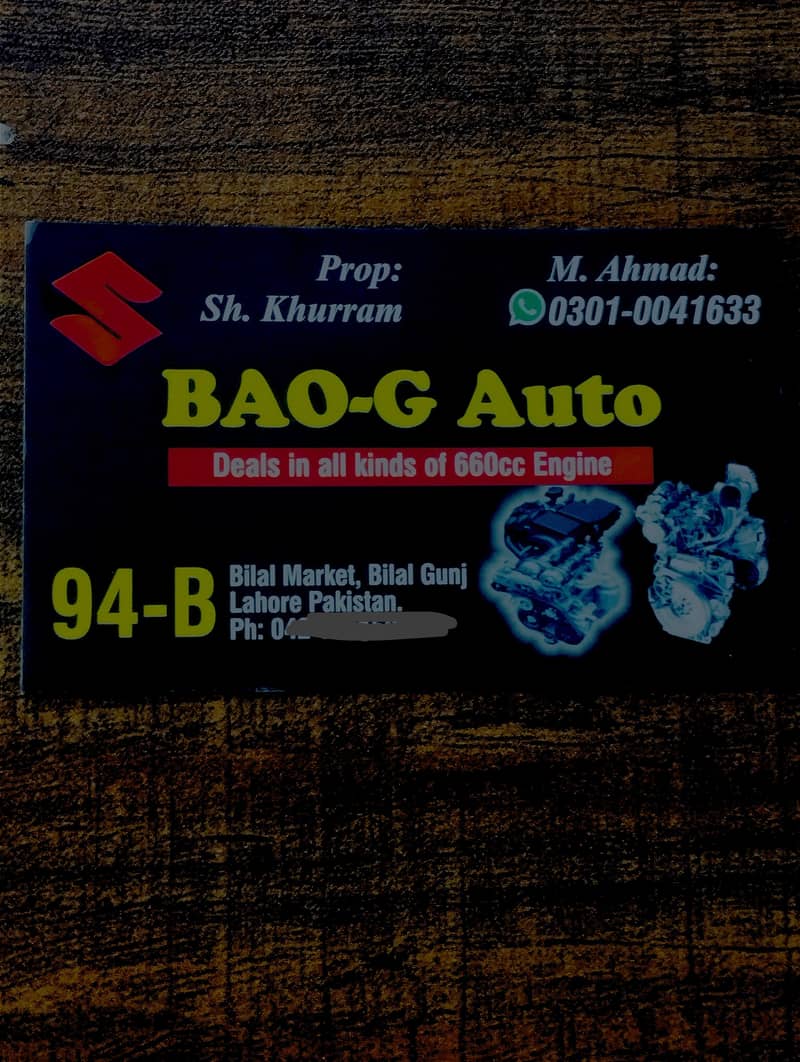 Prop:
Sh. Khurram
M. Ahmad:
0301-0041633
BAO-G Auto
Deals in all kinds of 660cc Engine
94-B
Bilal Market, Bilal Gunj
Lahore Pakistan.
Ph: